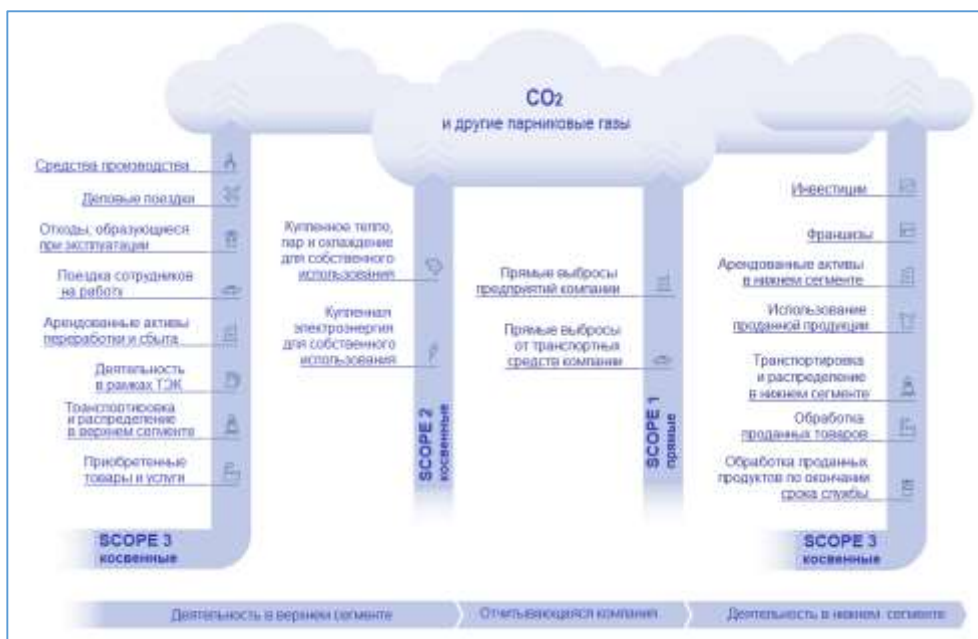 CO2
и другие парниковые газы
Средства производства
Деловые поездки
Отходы, образующиеся
при эксплуатации
Поездка сотрудников
на работу
Арендованные активы
переработки и сбыта
Деятельность
в рамках ТЭК
Транспортировка
и распределение
в верхнем сегменте
Приобретенные
товары и услуги
SCOPE 3
косвенные
Купленное тепло,
пар и охлаждение
для собственного
использования
Купленная
электроэнергия
для собственного
использования
SCOPE 2
косвенные
Прямые выбросы
предприятий компании
Прямые выбросы
от транспортных
средств компании
SCOPE 1
прямые
Инвестиции
Франшизы
Арендованные активы
в нижнем сегменте
Использование
проданной продукции
Транспортировка
и распределение
в нижнем сегменте
Обработка
проданных товаров
Обработка проданных
продуктов по окончании
срока службы
SCOPE 3
косвенные
Деятельность в верхнем сегменте
Отчитывающаяся компания
Деятельность в нижнем сегменте